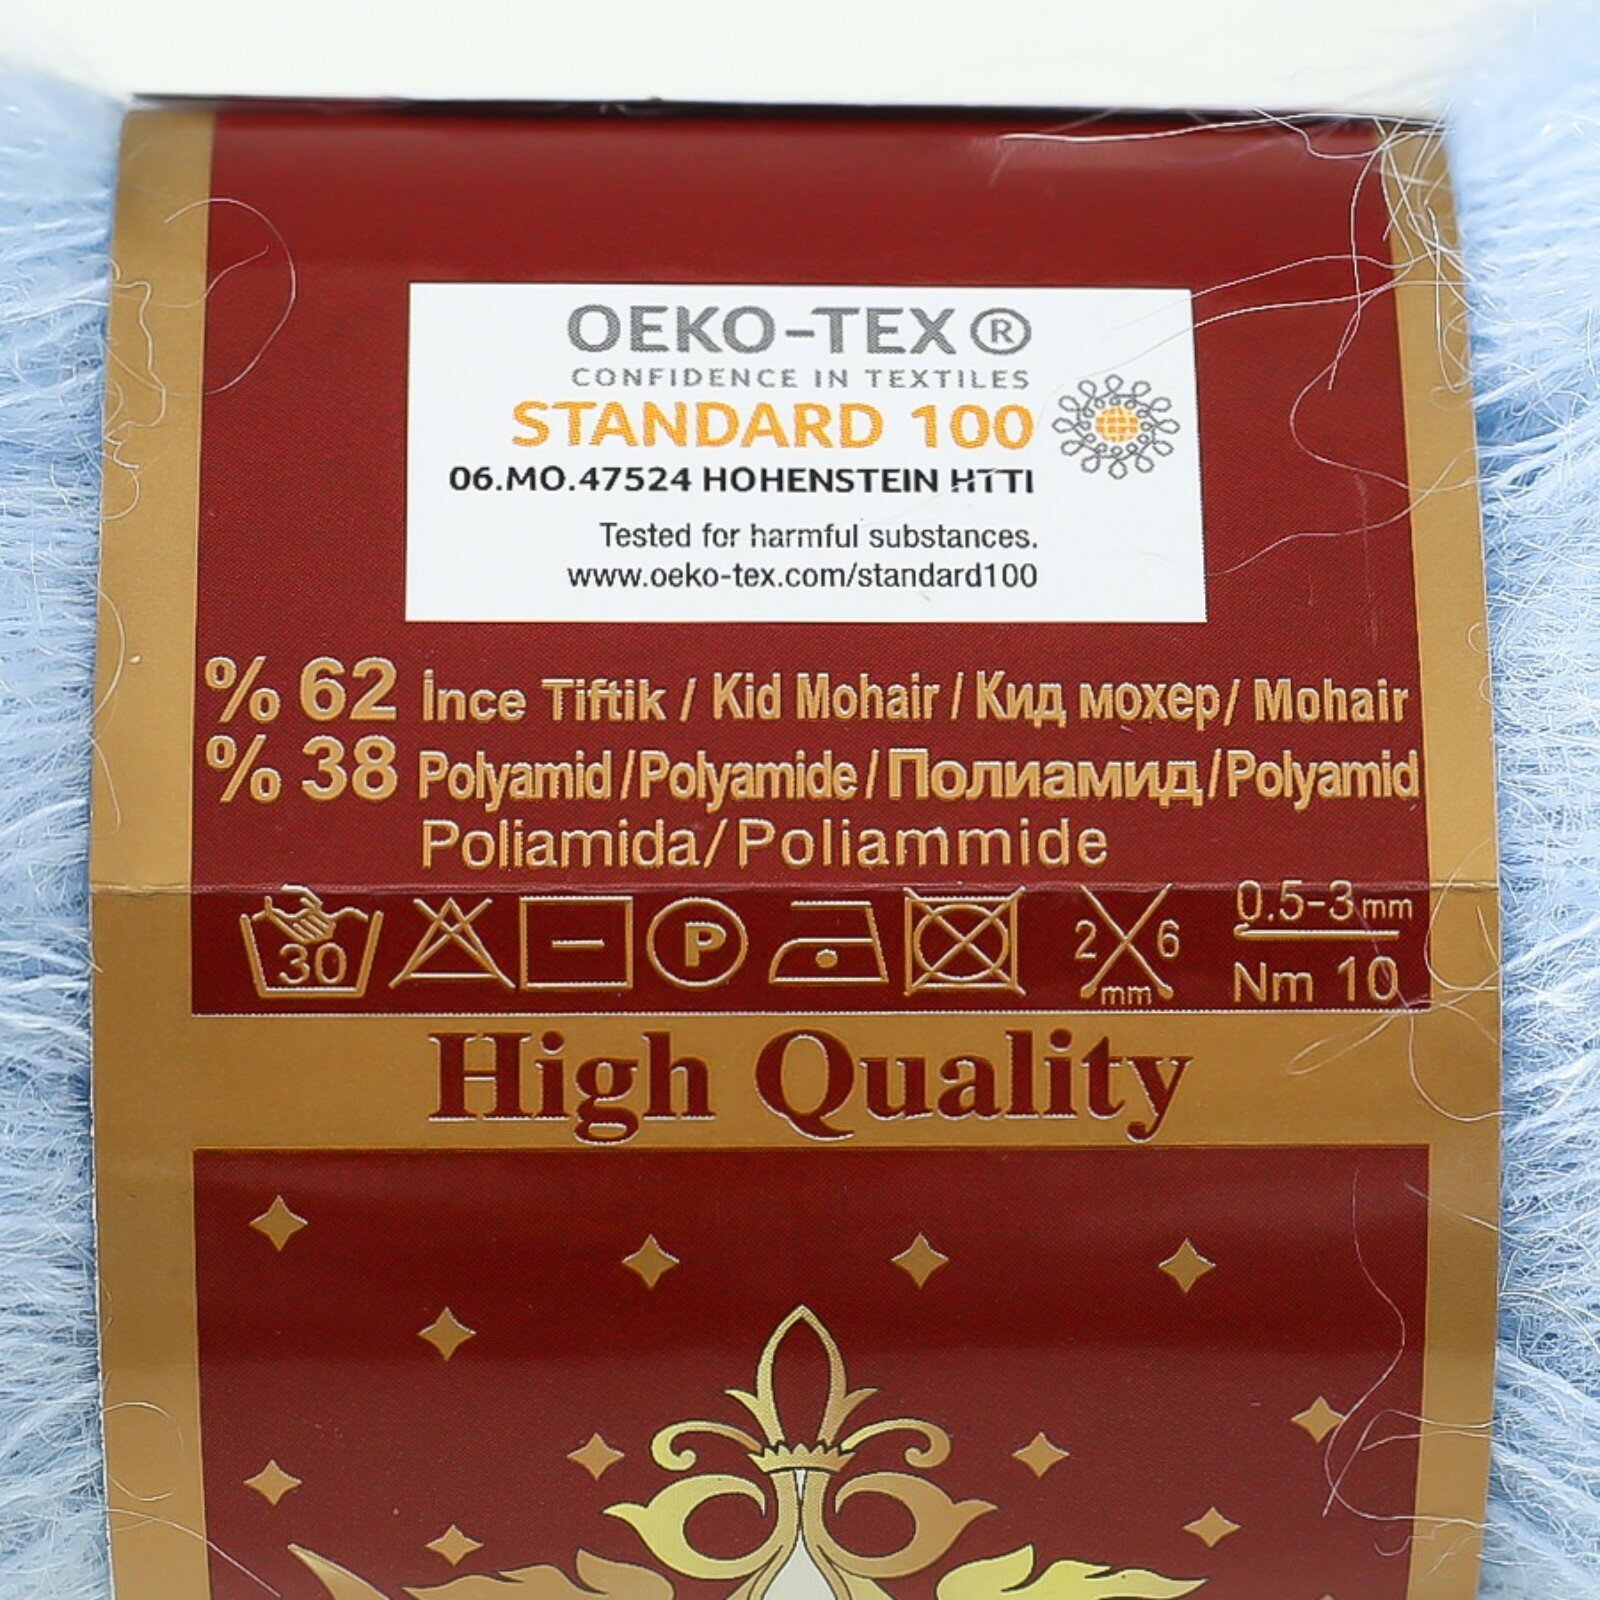 OEKO-TEX®
CONFIDENCE IN TEXTILES
STANDARD 100
06.MO.47524 HOHENSTEIN HTTI
Tested for harmful substances.
www.oeko-tex.com/standard100
% 62 İnce Tiftik / Kid Mohair / Кид мохер/ Mohair
% 38 Polyamid / Polyamide / Полиамид / Polyamid
Poliamida / Poliammide
30 P 2 6 mm 0.5-3 mm
Nm 10
High Quality